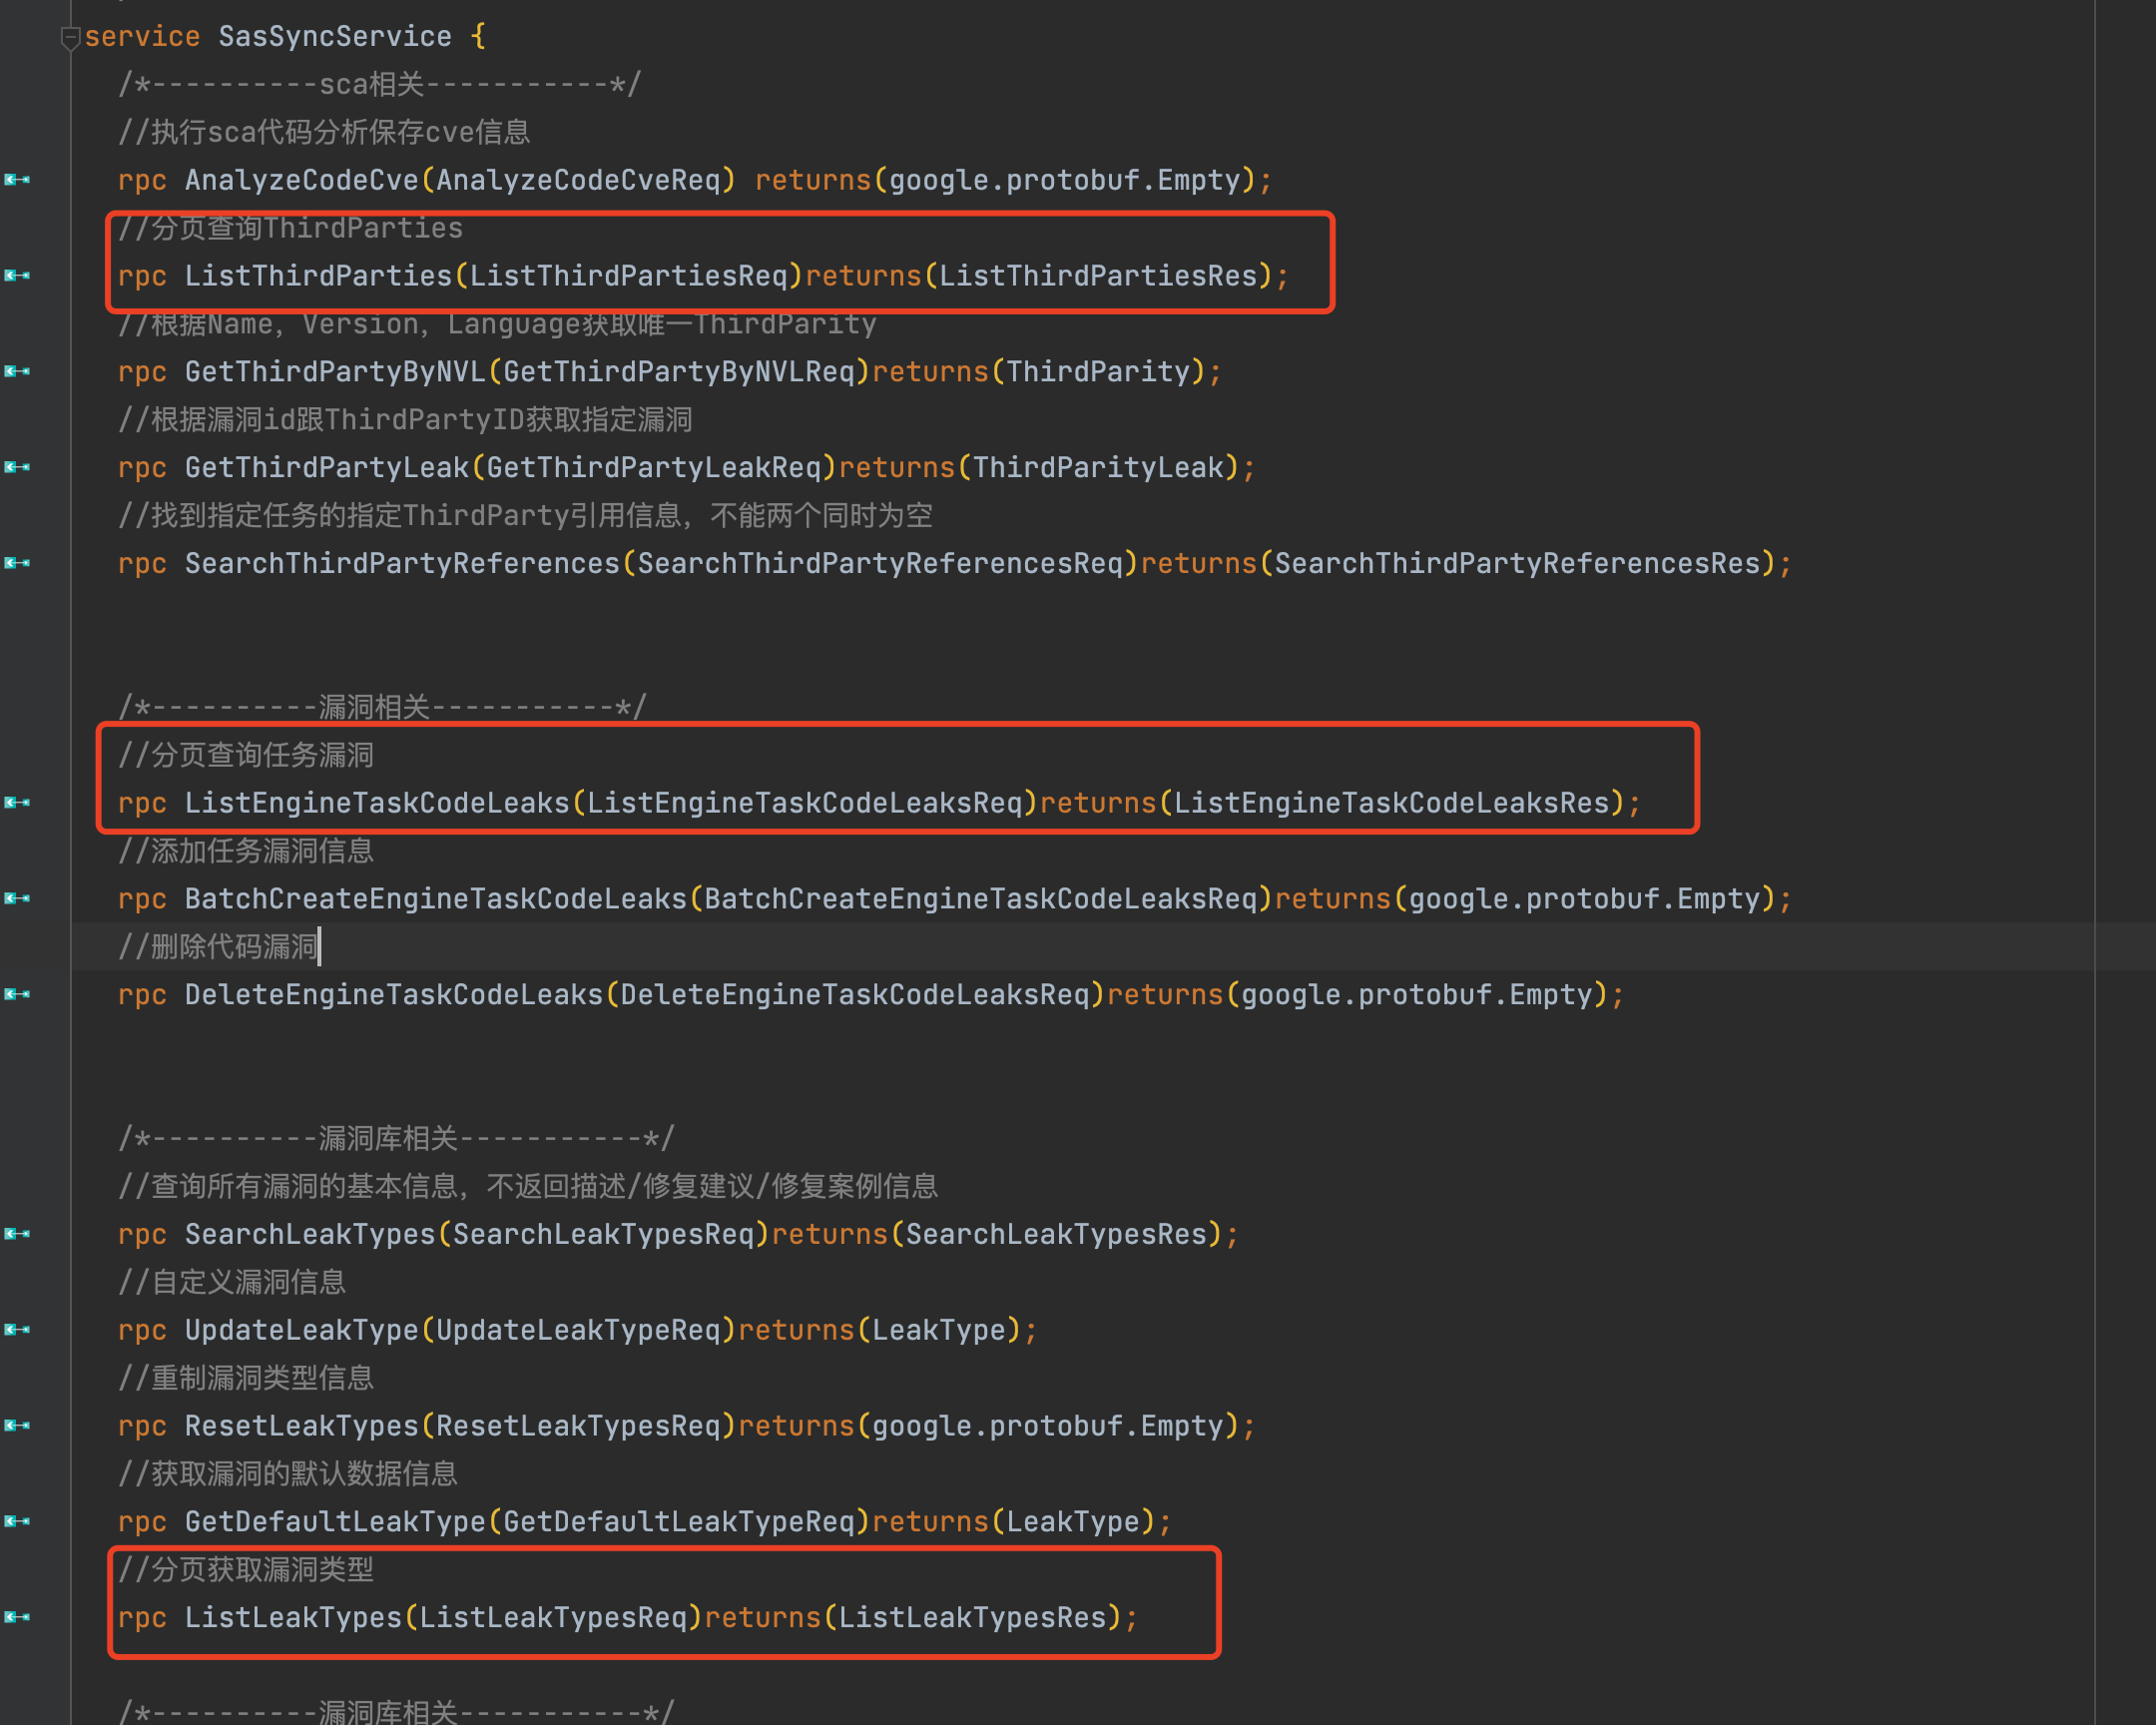 service SasSyncService {
/*----------sca相关-----------*/
//执行sca代码分析保存cve信息
rpc AnalyzeCodeCve(AnalyzeCodeCveReq) returns(google.protobuf.Empty);
//分页查询ThirdParties
rpc ListThirdParties(ListThirdPartiesReq)returns(ListThirdPartiesRes);
//根据Name, Version, Language获取唯一ThirdParity
rpc GetThirdPartyByNVL(GetThirdPartyByNVLReq)returns(ThirdParity);
//根据漏洞id跟ThirdPartyID获取指定漏洞
rpc GetThirdPartyLeak(GetThirdPartyLeakReq)returns(ThirdParityLeak);
//找到指定任务的指定ThirdParty引用信息，不能两个同时为空
rpc SearchThirdPartyReferences(SearchThirdPartyReferencesReq)returns(SearchThirdPartyReferencesRes);
/*----------漏洞相关-----------*/
//分页查询任务漏洞
rpc ListEngineTaskCodeLeaks(ListEngineTaskCodeLeaksReq)returns(ListEngineTaskCodeLeaksRes);
//添加任务漏洞信息
rpc BatchCreateEngineTaskCodeLeaks(BatchCreateEngineTaskCodeLeaksReq)returns(google.protobuf.Empty);
//删除代码漏洞
rpc DeleteEngineTaskCodeLeaks(DeleteEngineTaskCodeLeaksReq)returns(google.protobuf.Empty);
/*----------漏洞库相关-----------*/
//查询所有漏洞的基本信息，不返回描述/修复建议/修复案例信息
rpc SearchLeakTypes(SearchLeakTypesReq)returns(SearchLeakTypesRes);
//自定义漏洞信息
rpc UpdateLeakType(UpdateLeakTypeReq)returns(LeakType);
//重制漏洞类型信息
rpc ResetLeakTypes(ResetLeakTypesReq)returns(google.protobuf.Empty);
//获取漏洞的默认数据信息
rpc GetDefaultLeakType(GetDefaultLeakTypeReq)returns(LeakType);
//分页获取漏洞类型
rpc ListLeakTypes(ListLeakTypesReq)returns(ListLeakTypesRes);
/*----------漏洞库相关-----------*/